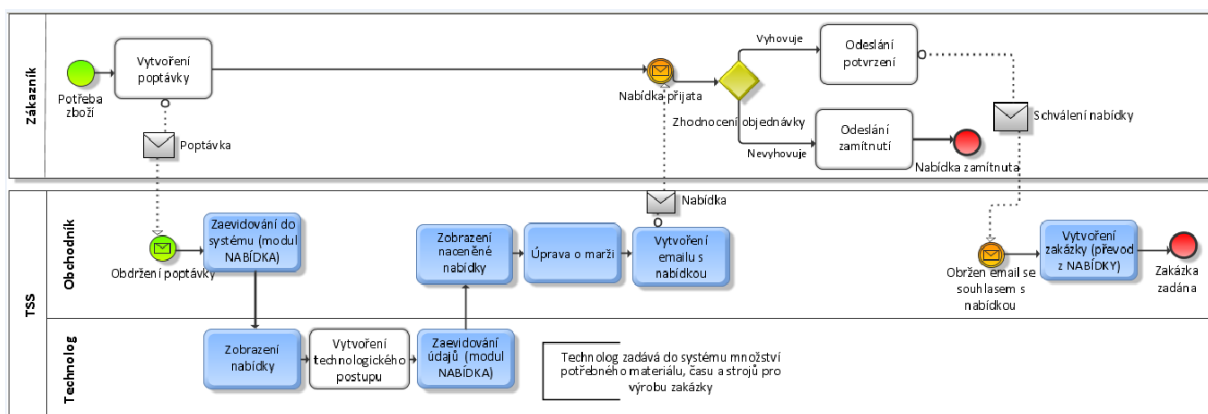 Zákazník
Potřeba
zboží
Vytvoření
poptávky
Poptávka
Nabídka přijata
Vyhovuje
Zhodnocení objednávky
Nevyhovuje
Odeslání
potvrzení
Odeslání
zamítnutí
Nabídka zamítnuta
Schválení nabídky
TSS
Obchodník
Obdržení poptávky
Zaevidování do
systému (modul
NABÍDKA)
Zobrazení
naceněné
nabídky
Úprava o marži
Vytvoření
emailu s
nabídkou
Nabídka
Obržen email se
souhlasem s
nabídkou
Vytvoření
zakázky (převod
z NABÍDKY)
Zakázka
zadána
Technolog
Zobrazení
nabídky
Vytvoření
technologického
postupu
Zaevidování
údajů (modul
NABÍDKA)
Technolog zadává do systému množství
potřebného materiálu, času a strojů pro
výrobu zakázky